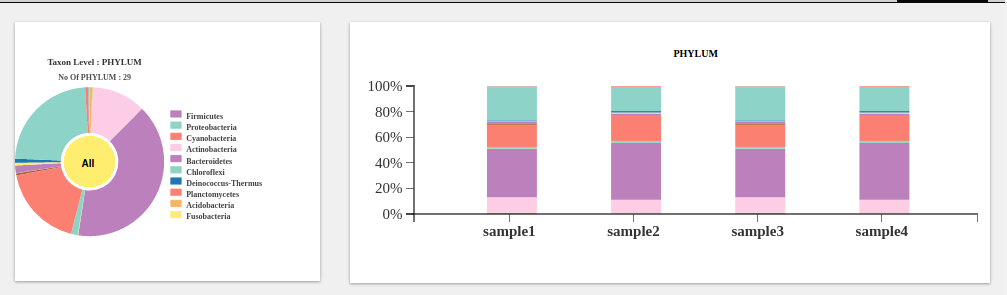 Taxon Level : PHYLUM
No Of PHYLUM : 29
All
Firmicutes
Proteobacteria
Cyanobacteria
Actinobacteria
Bacteroidetes
Chloroflexi
Deinococcus-Thermus
Planctomycetes
Acidobacteria
Fusobacteria
PHYLUM
100%
80%
60%
40%
20%
0%
sample1 sample2 sample3 sample4